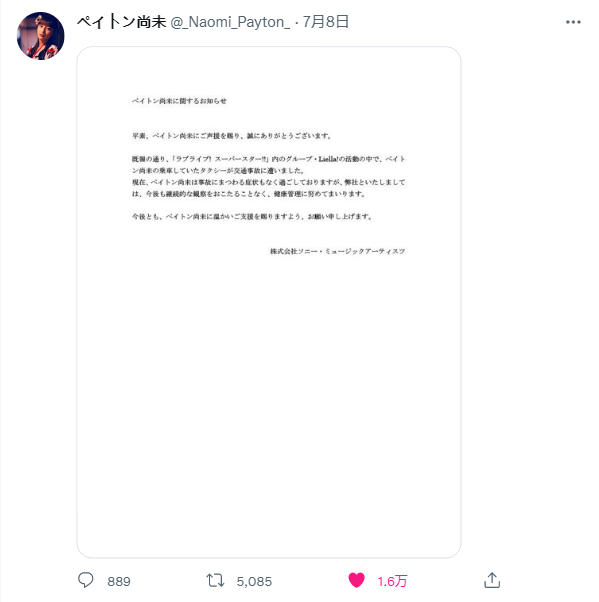 ペイトン尚未 @_Naomi_Payton_ · 7月8日
ペイトン尚未に関するお知らせ
平素、ペイトン尚未にご声援を賜り、誠にありがとうございます。
既報の通り、「ラブライブ! スーパースター!!」内のグループ・Liella!の活動の中で、ペイト
ン尚未の乗車していたタクシーが交通事故に遭いました。
現在、ペイトン尚未は事故にまつわる症状もなく過ごしておりますが、弊社といたしまして
は、今後も継続的な観察をおこたることなく、健康管理に努めてまいります。
今後とも、ペイトン尚未に温かいご支援を賜りますよう、お願い申し上げます。
株式会社ソニー・ミュージックアーティスツ
889 5,085 1.6万